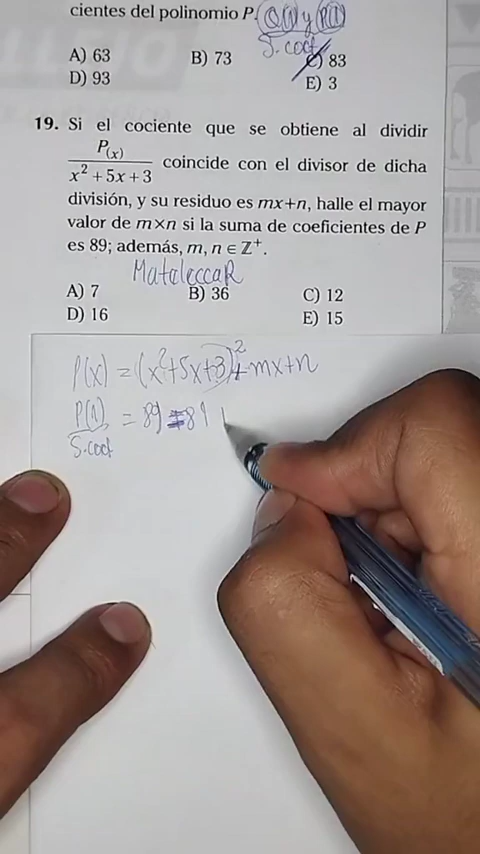 cientes del polinomio P. Q(1) y P(1)
S. coef
A) 63 B) 73 C) 83
D) 93 E) 3
19. Si el cociente que se obtiene al dividir
P(x) / x² + 5x + 3 coincide con el divisor de dicha
división, y su residuo es mx+n, halle el mayor
valor de m×n si la suma de coeficientes de P
es 89; además, m, n ∈ Z⁺.
MateleccaR
A) 7 B) 36 C) 12
D) 16 E) 15
P(x) = (x²+5x+3)²+mx+n
P(1) = 89 = 81
S.coef